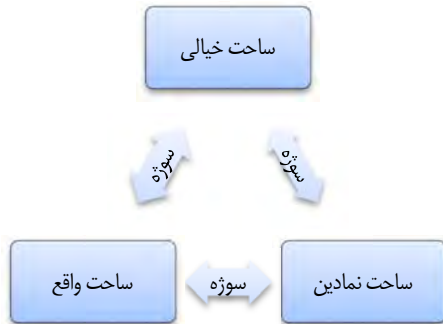 ساحت خیالی
سوژه
سوژه
ساحت نمادین
سوژه
ساحت واقع